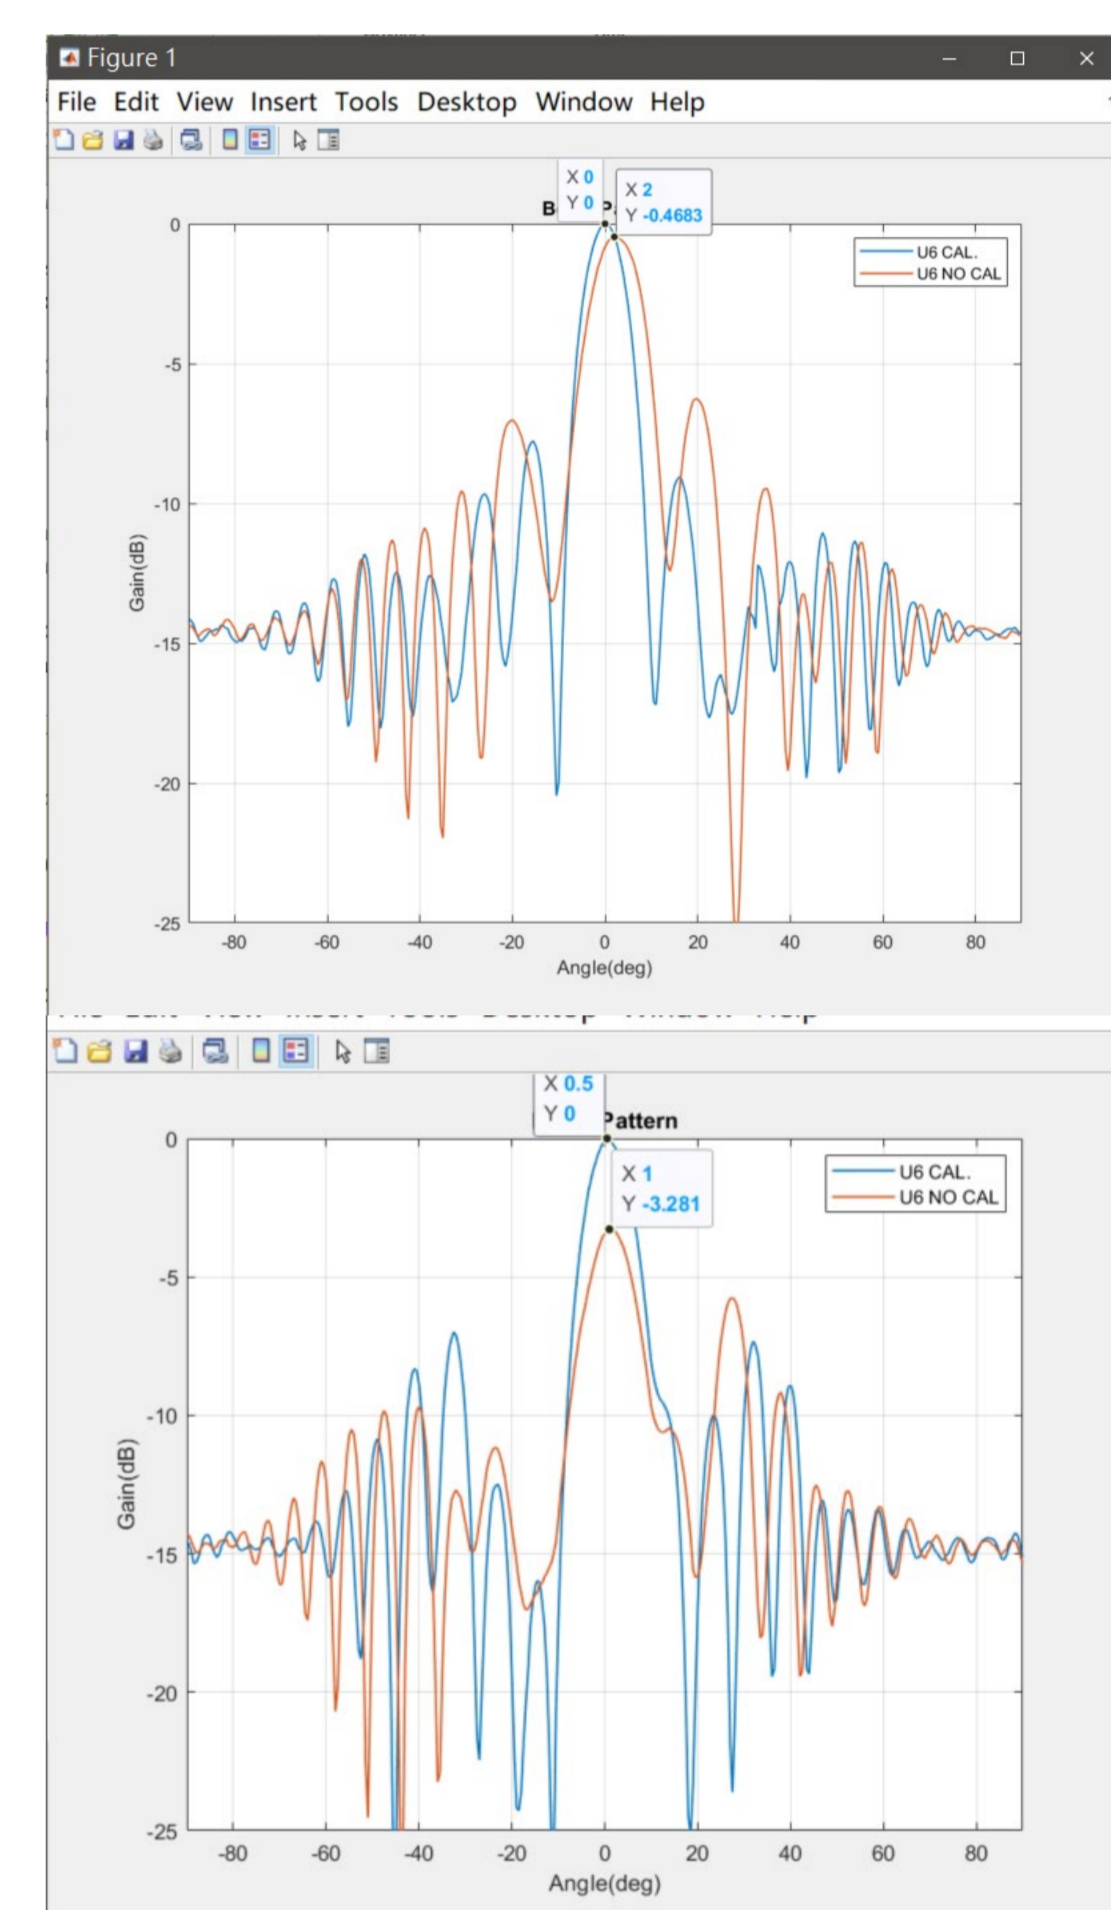 Figure 1
File Edit View Insert Tools Desktop Window Help
X 0
Y 0
X 2
Y -0.4683
U6 CAL.
U6 NO CAL
0
-5
-10
-15
-20
-25
Gain(dB)
-80 -60 -40 -20 0 20 40 60 80
Angle(deg)
X 0.5
Y 0
Pattern
X 1
Y -3.281
U6 CAL.
U6 NO CAL
0
-5
-10
-15
-20
-25
Gain(dB)
-80 -60 -40 -20 0 20 40 60 80
Angle(deg)